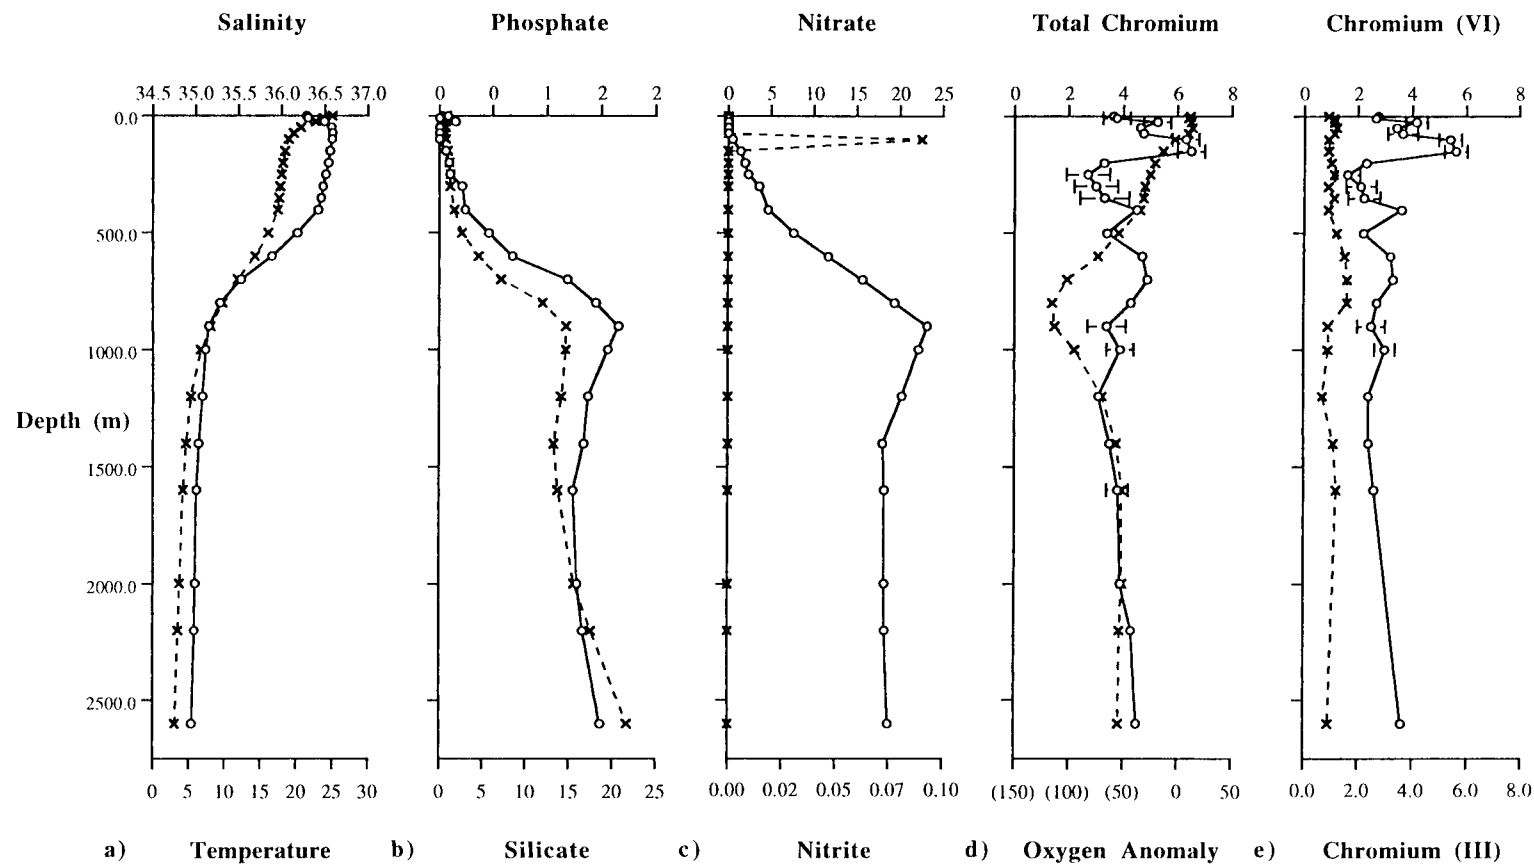 Salinity Phosphate Nitrate Total Chromium Chromium (VI)
34.5 35.0 35.5 36.0 36.5 37.0 0 0 1 2 2 0 5 10 15 20 25 0 2 4 6 8 0 2 4 6 8
0.0
500.0
1000.0
Depth (m)
1500.0
2000.0
2500.0
0 5 10 15 20 25 30 0 5 10 15 20 25 0.00 0.02 0.05 0.07 0.10 (150) (100) (50) 0 50 0.0 2.0 4.0 6.0 8.0
a) Temperature b) Silicate c) Nitrite d) Oxygen Anomaly e) Chromium (III)